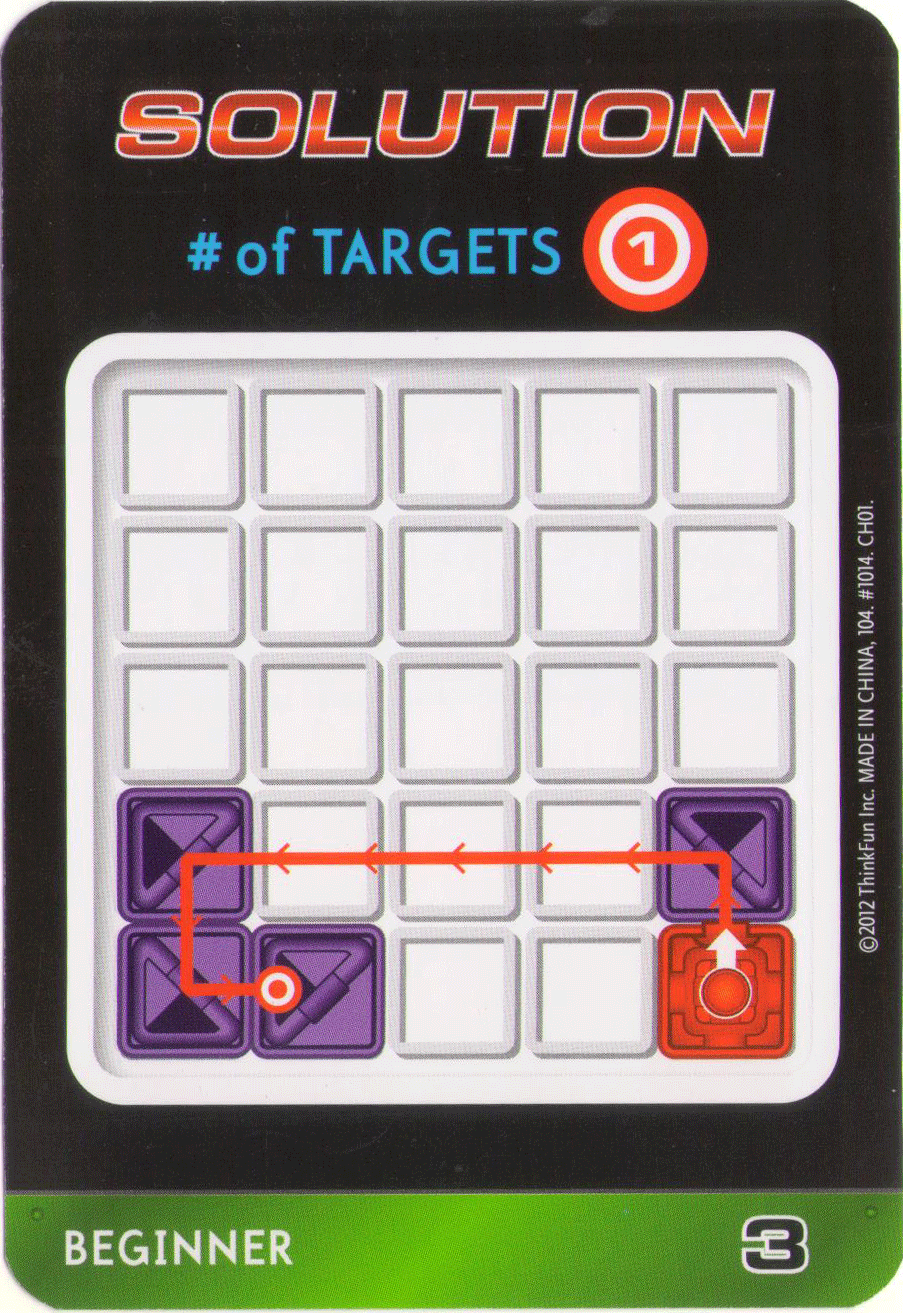 SOLUTION
# of TARGETS 1
©2012 ThinkFun Inc. MADE IN CHINA, 104. #1014. CH01.
BEGINNER 3